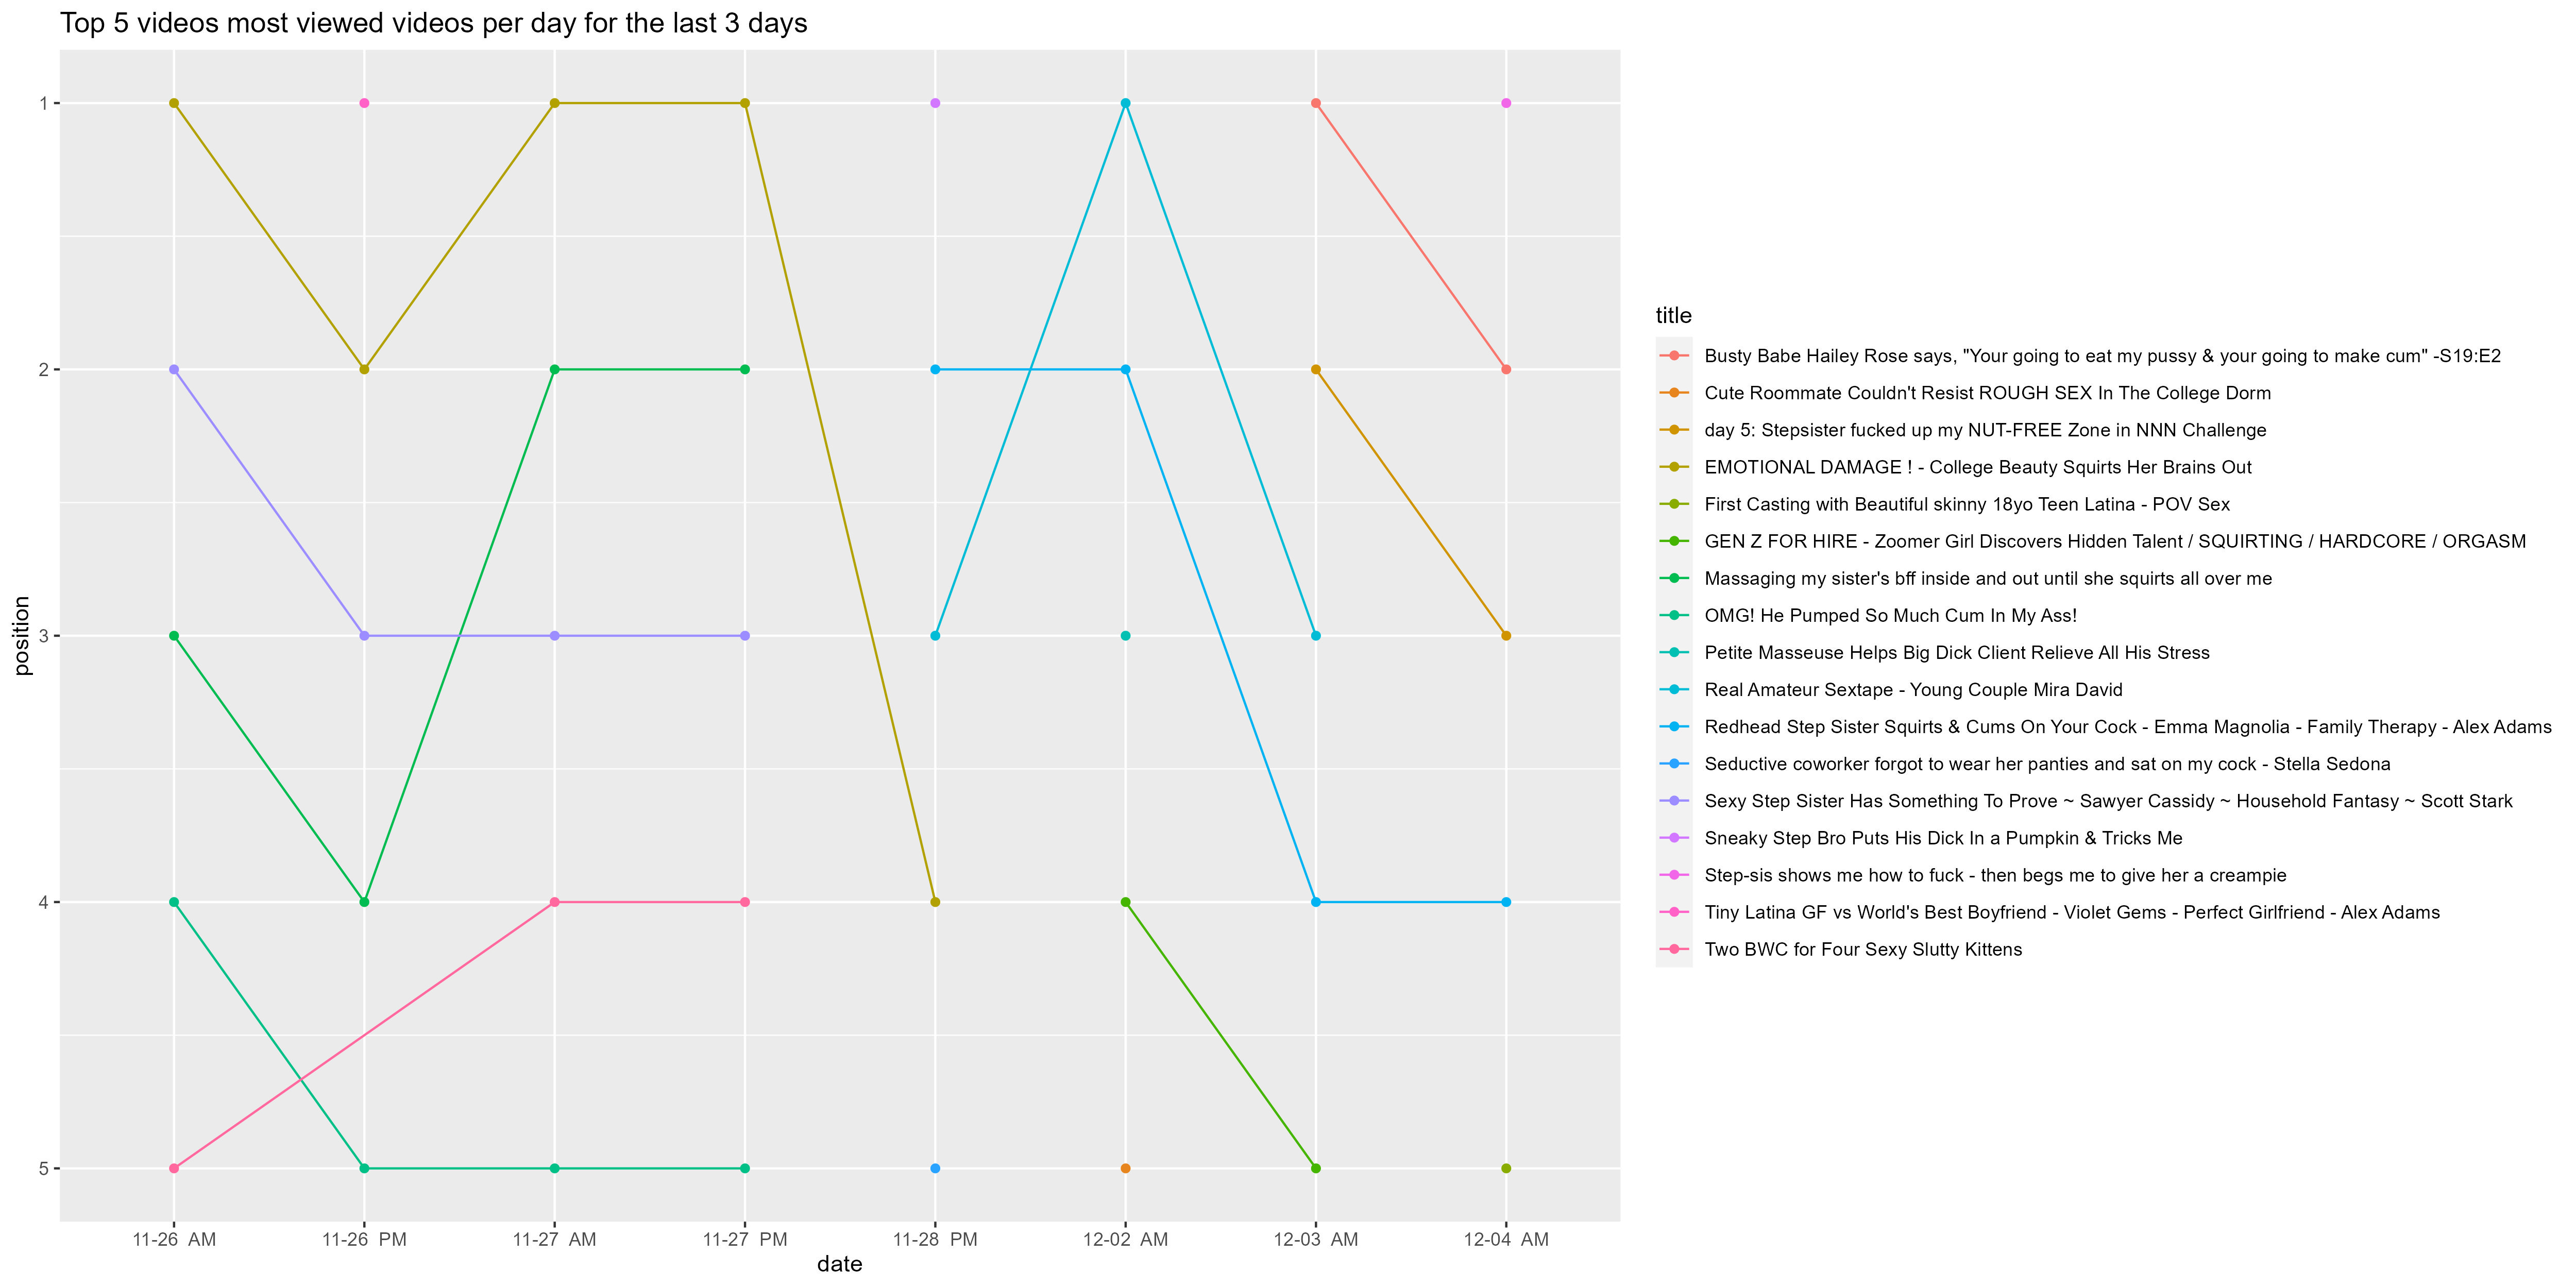 Top 5 videos most viewed videos per day for the last 3 days
position
1
2
3
4
5
11-26 AM
11-26 PM
11-27 AM
11-27 PM
11-28 PM
12-02 AM
12-03 AM
12-04 AM
date
title
Busty Babe Hailey Rose says, "Your going to eat my pussy & your going to make cum" -S19:E2
Cute Roommate Couldn't Resist ROUGH SEX In The College Dorm
day 5: Stepsister fucked up my NUT-FREE Zone in NNN Challenge
EMOTIONAL DAMAGE ! - College Beauty Squirts Her Brains Out
First Casting with Beautiful skinny 18yo Teen Latina - POV Sex
GEN Z FOR HIRE - Zoomer Girl Discovers Hidden Talent / SQUIRTING / HARDCORE / ORGASM
Massaging my sister's bff inside and out until she squirts all over me
OMG! He Pumped So Much Cum In My Ass!
Petite Masseuse Helps Big Dick Client Relieve All His Stress
Real Amateur Sextape - Young Couple Mira David
Redhead Step Sister Squirts & Cums On Your Cock - Emma Magnolia - Family Therapy - Alex Adams
Seductive coworker forgot to wear her panties and sat on my cock - Stella Sedona
Sexy Step Sister Has Something To Prove ~ Sawyer Cassidy ~ Household Fantasy ~ Scott Stark
Sneaky Step Bro Puts His Dick In a Pumpkin & Tricks Me
Step-sis shows me how to fuck - then begs me to give her a creampie
Tiny Latina GF vs World's Best Boyfriend - Violet Gems - Perfect Girlfriend - Alex Adams
Two BWC for Four Sexy Slutty Kittens